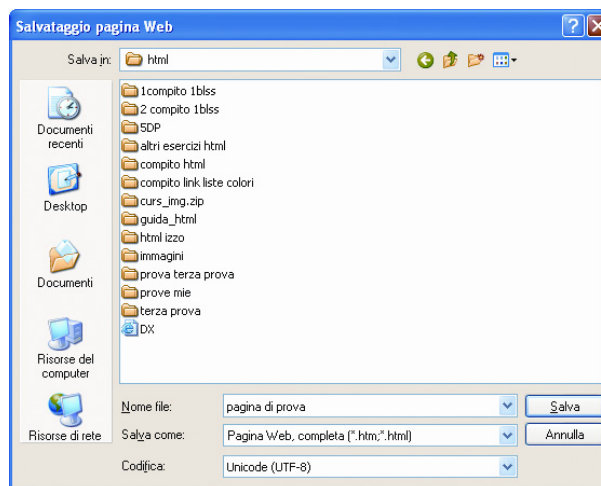 Salvataggio pagina Web
Salva in: html
Documenti recenti
Desktop
Documenti
Risorse del computer
Risorse di rete
1compito 1blss
2 compito 1blss
5DP
altri esercizi html
compito html
compito link liste colori
curs_img.zip
guida_html
html izzo
immagini
prova terza prova
prove mie
terza prova
DX
Nome file: pagina di prova Salva
Salva come: Pagina Web, completa (*.htm;*.html) Annulla
Codifica: Unicode (UTF-8)